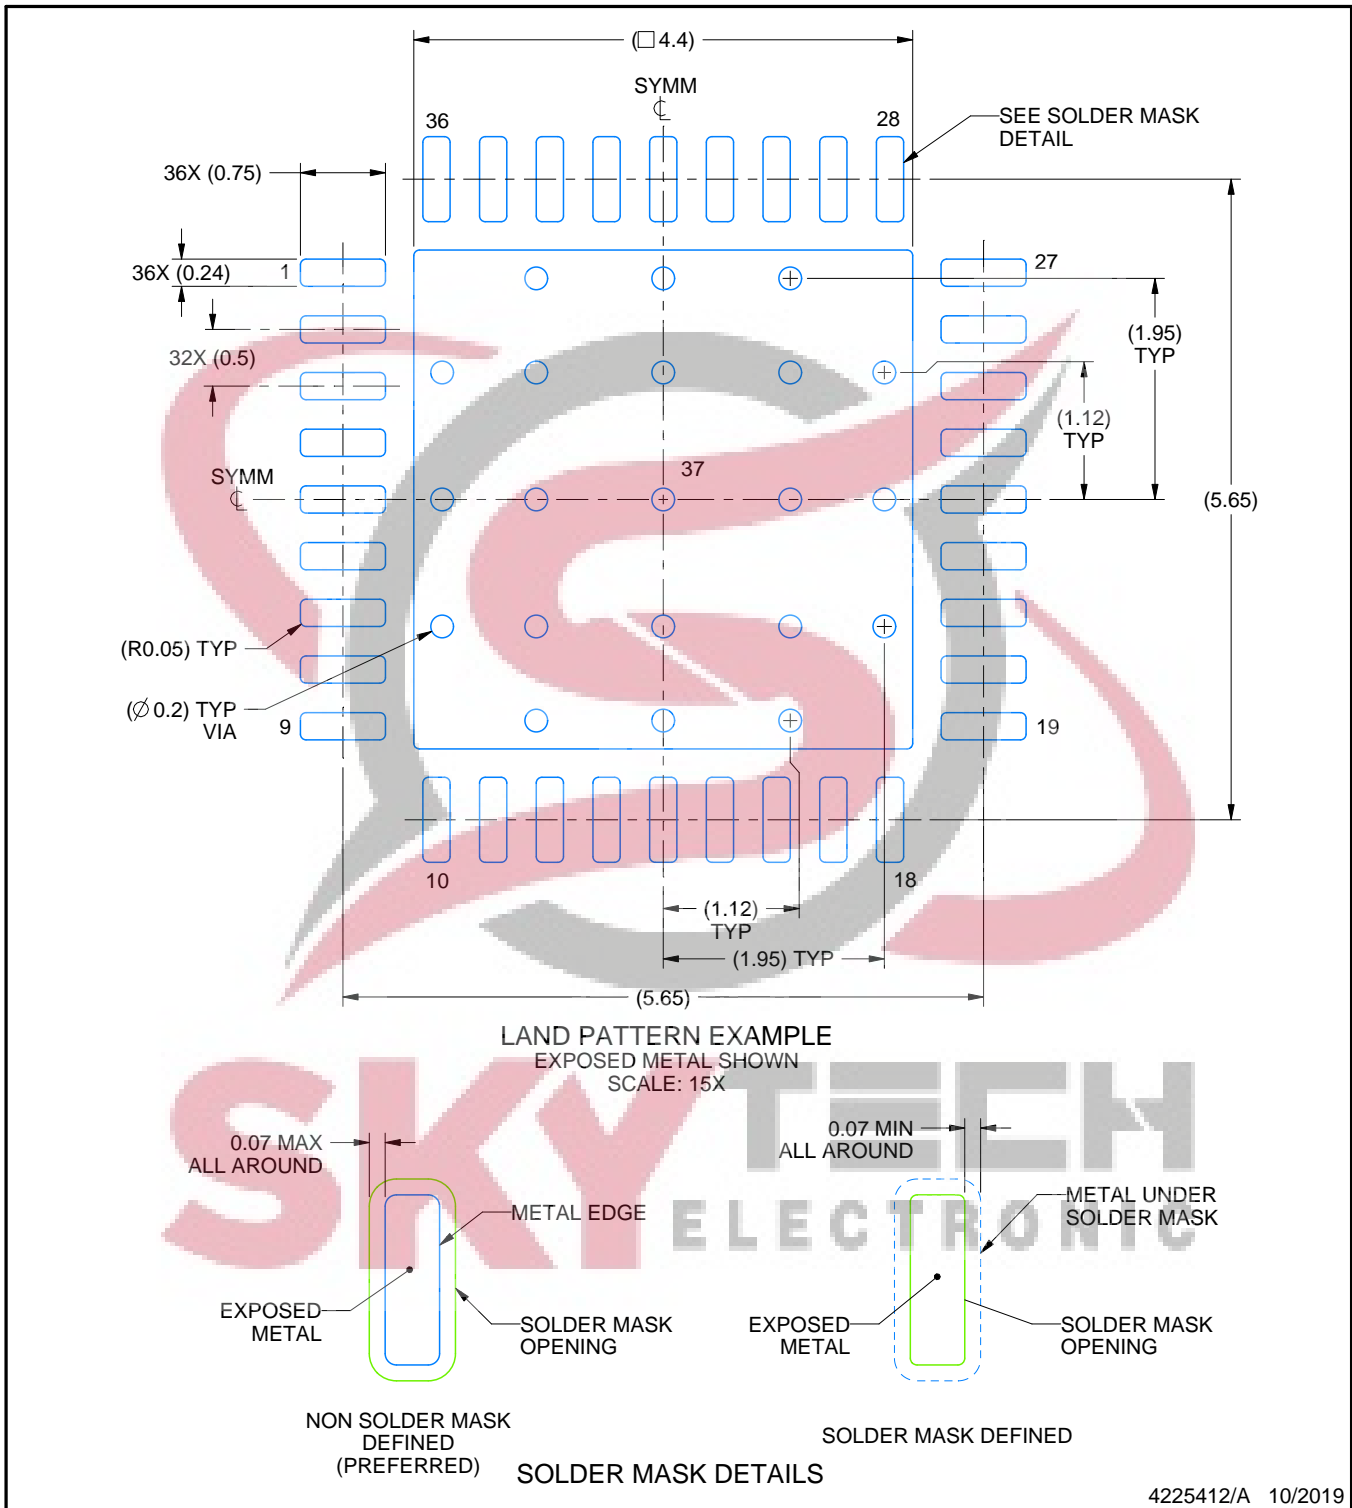 (□ 4.4)
SYMM
℄
36
28
SEE SOLDER MASK
DETAIL
36X (0.75)
36X (0.24)
1
27
32X (0.5)
(1.95)
TYP
(1.12)
TYP
37
SYMM
℄
(5.65)
(R0.05) TYP
(∅ 0.2) TYP
VIA
9
19
10
18
(1.12)
TYP
(1.95) TYP
(5.65)
LAND PATTERN EXAMPLE
EXPOSED METAL SHOWN
SCALE: 15X
SKYTECH
ELECTRONIC
0.07 MAX
ALL AROUND
0.07 MIN
ALL AROUND
METAL EDGE
METAL UNDER
SOLDER MASK
EXPOSED
METAL
SOLDER MASK
OPENING
EXPOSED
METAL
SOLDER MASK
OPENING
NON SOLDER MASK
DEFINED
(PREFERRED)
SOLDER MASK DEFINED
SOLDER MASK DETAILS
4225412/A 10/2019